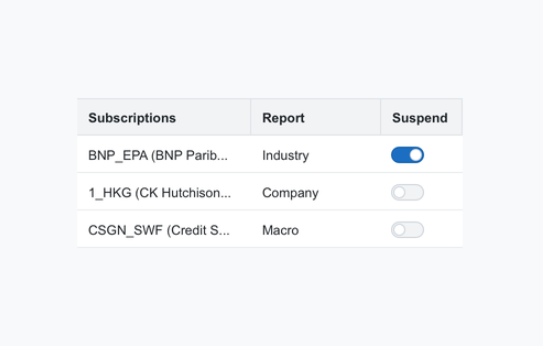 Subscriptions Report Suspend
BNP_EPA (BNP Parib... Industry
1_HKG (CK Hutchison... Company
CSGN_SWF (Credit S... Macro